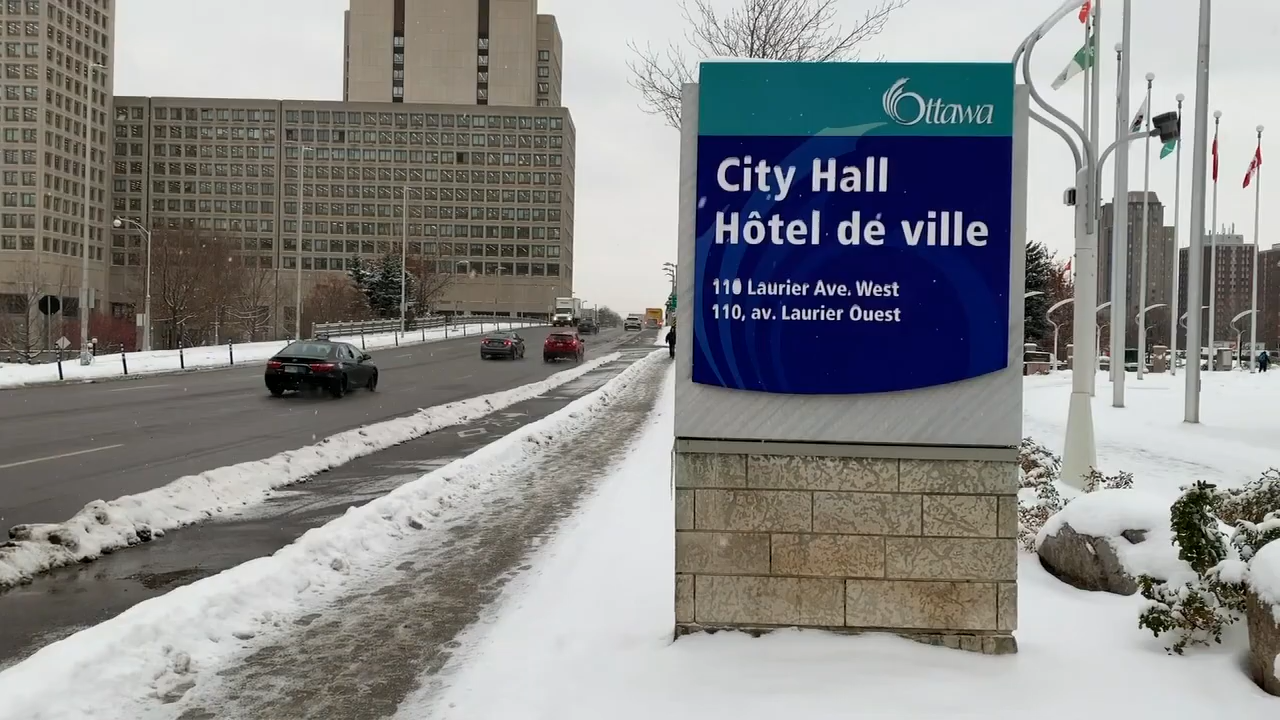 Ottawa
City Hall
Hôtel de ville
110 Laurier Ave. West
110, av. Laurier Ouest